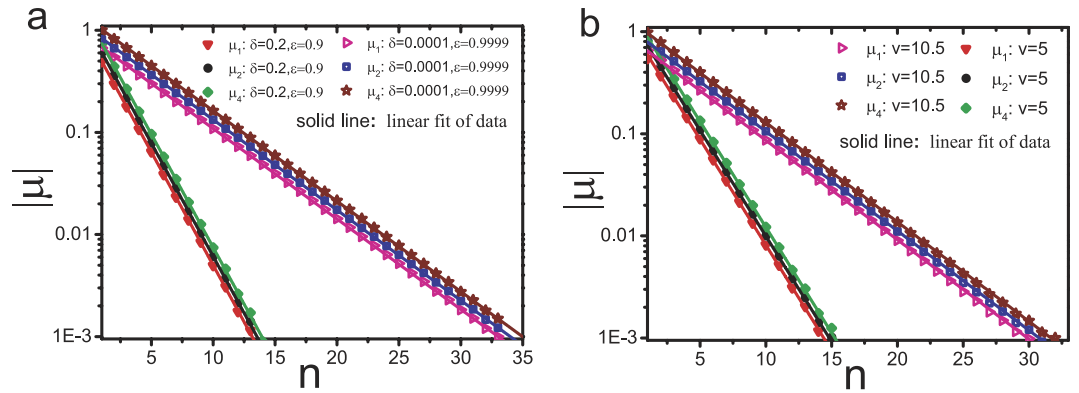 a
|μ|
1
0.1
0.01
1E-3
μ₁: δ=0.2,ε=0.9
μ₂: δ=0.2,ε=0.9
μ₄: δ=0.2,ε=0.9
μ₁: δ=0.0001,ε=0.9999
μ₂: δ=0.0001,ε=0.9999
μ₄: δ=0.0001,ε=0.9999
solid line: linear fit of data
5 10 15 20 25 30 35
n
b
|μ|
1
0.1
0.01
1E-3
μ₁: v=10.5
μ₂: v=10.5
μ₄: v=10.5
μ₁: v=5
μ₂: v=5
μ₄: v=5
solid line: linear fit of data
5 10 15 20 25 30
n